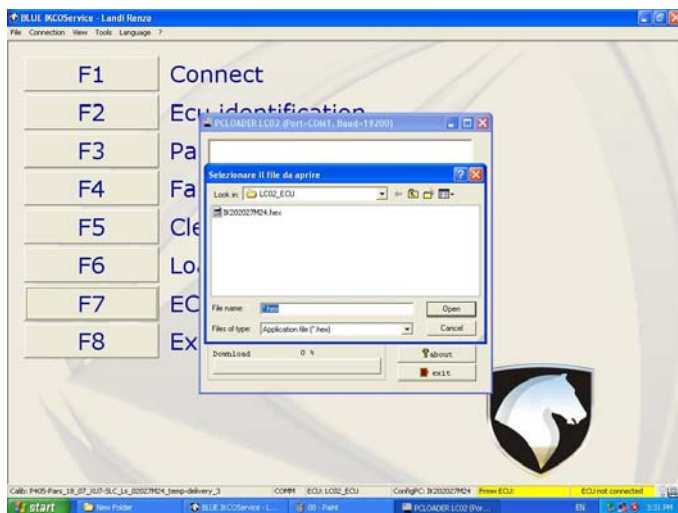 BLUE IKCOService - Landi Renzo
File Connection View Tools Language ?
F1 Connect
F2 Ecu identification
PCLOADER LC02 (Port=COM1, Baud=19200)
F3 Pa
Selezionare il file da aprire
F4 Fa
Look in: LC02_ECU
IK202027M24.hex
F5 Cle
F6 Lo
F7 EC
File name: *.hex Open
Files of type: Application file (*.hex) Cancel
F8 Ex
Download 0 % about
exit
COMM ECU: LC02_ECU ConfigPC: IK202027M24 ECU not connected
start New Folder BLUE IKCOService - L... 08 - Paint PCLOADER LC02 (Por... EN 3:31 PM